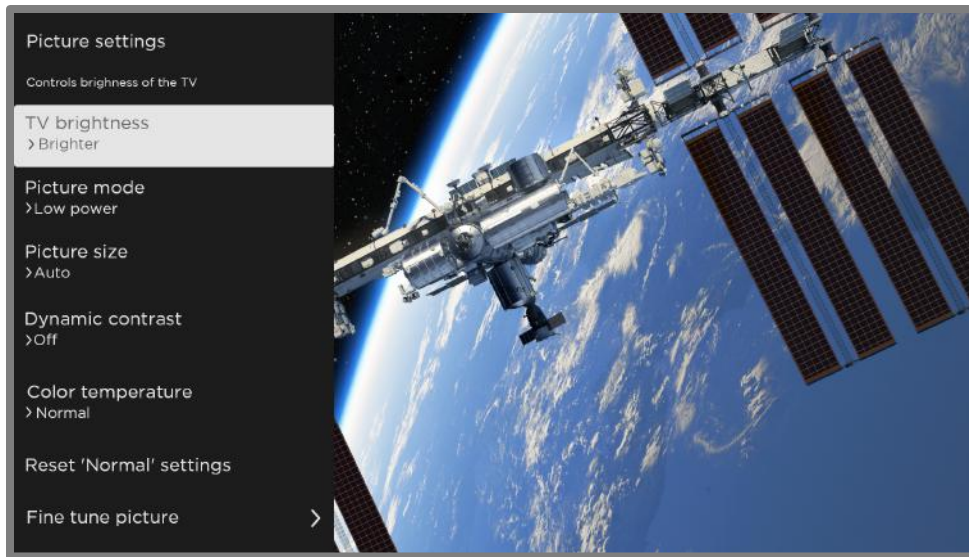 Picture settings
Controls brighness of the TV
TV brightness
> Brighter
Picture mode
>Low power
Picture size
>Auto
Dynamic contrast
>Off
Color temperature
> Normal
Reset 'Normal' settings
Fine tune picture >